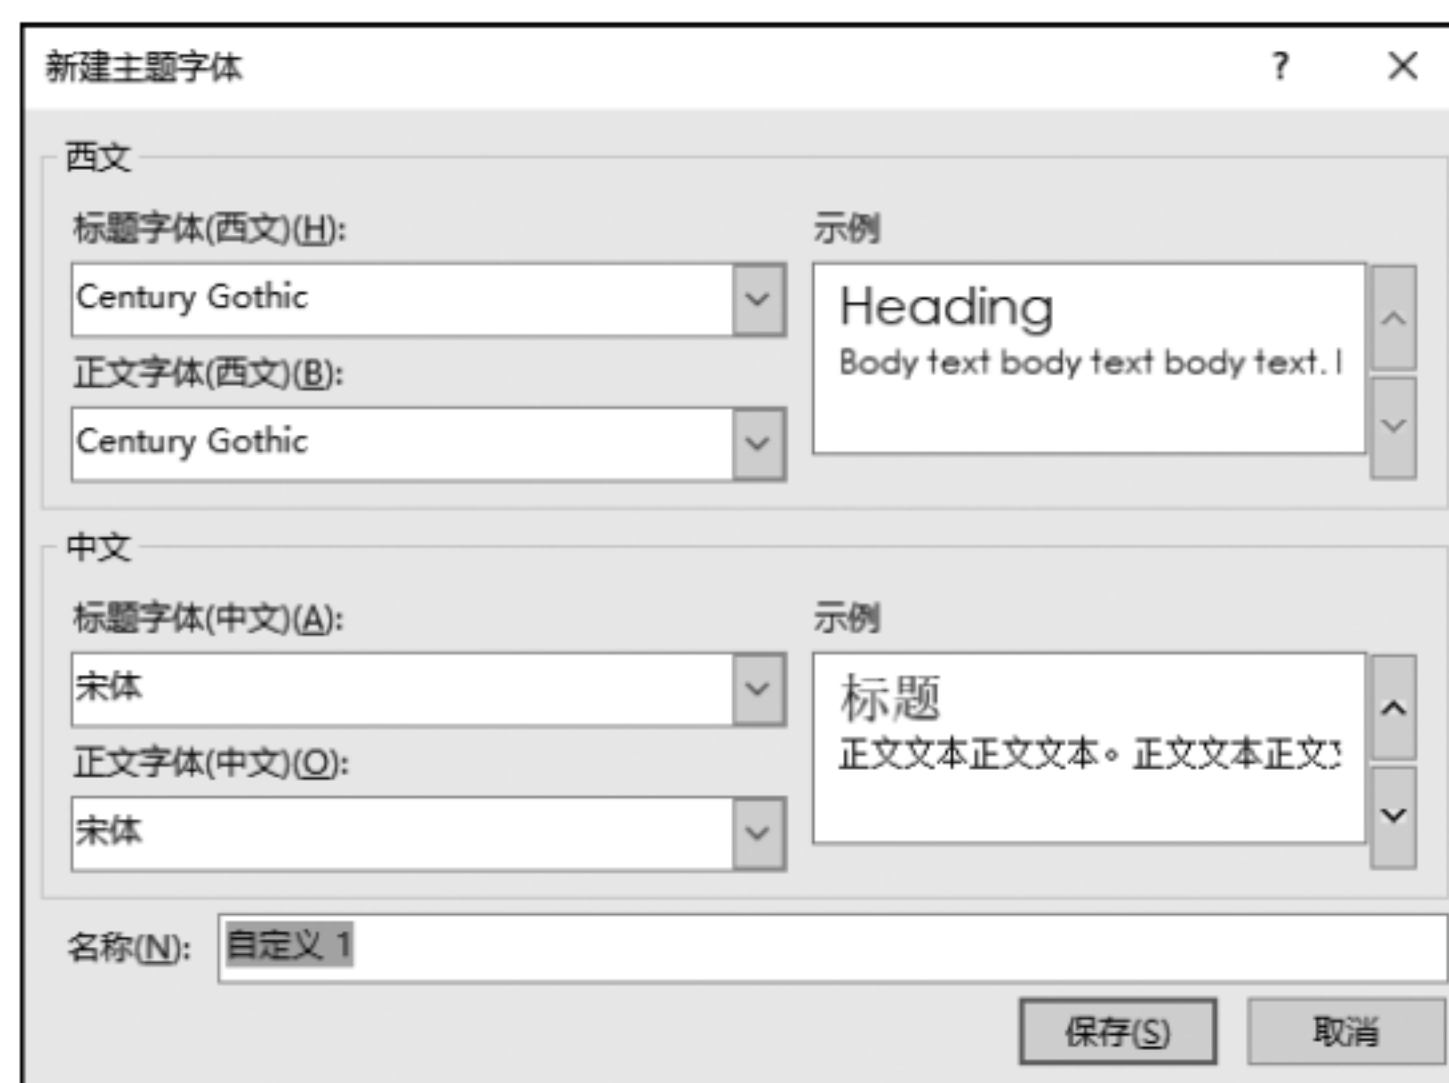 新建主题字体 ?
西文
标题字体(西文)(H): 示例
Century Gothic
Heading
正文字体(西文)(B):
Body text body text body text.
Century Gothic
中文
标题字体(中文)(A): 示例
宋体
标题
正文字体(中文)(O):
正文文本正文文本。正文文本正文
宋体
名称(N): 自定义 1
保存(S) 取消